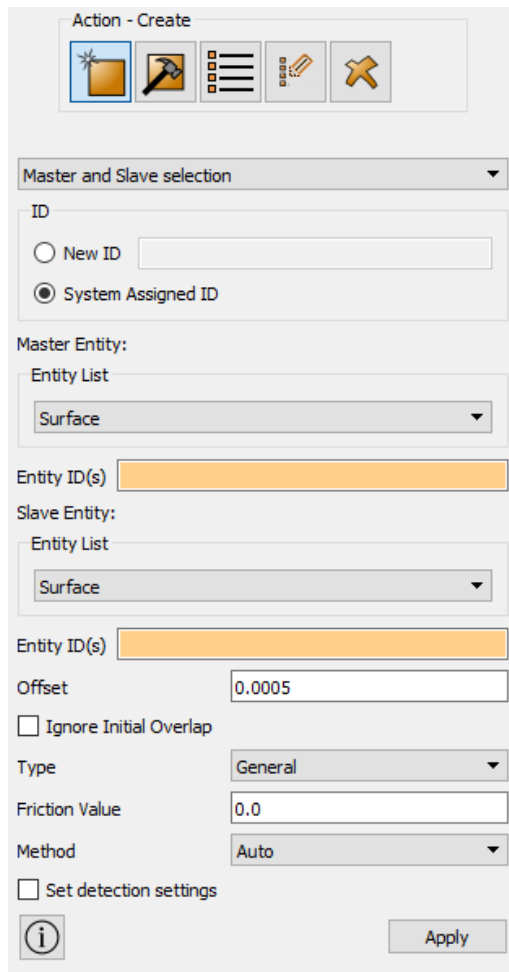 Action - Create
Master and Slave selection
ID
New ID
System Assigned ID
Master Entity:
Entity List
Surface
Entity ID(s)
Slave Entity:
Entity List
Surface
Entity ID(s)
Offset 0.0005
Ignore Initial Overlap
Type General
Friction Value 0.0
Method Auto
Set detection settings
i Apply